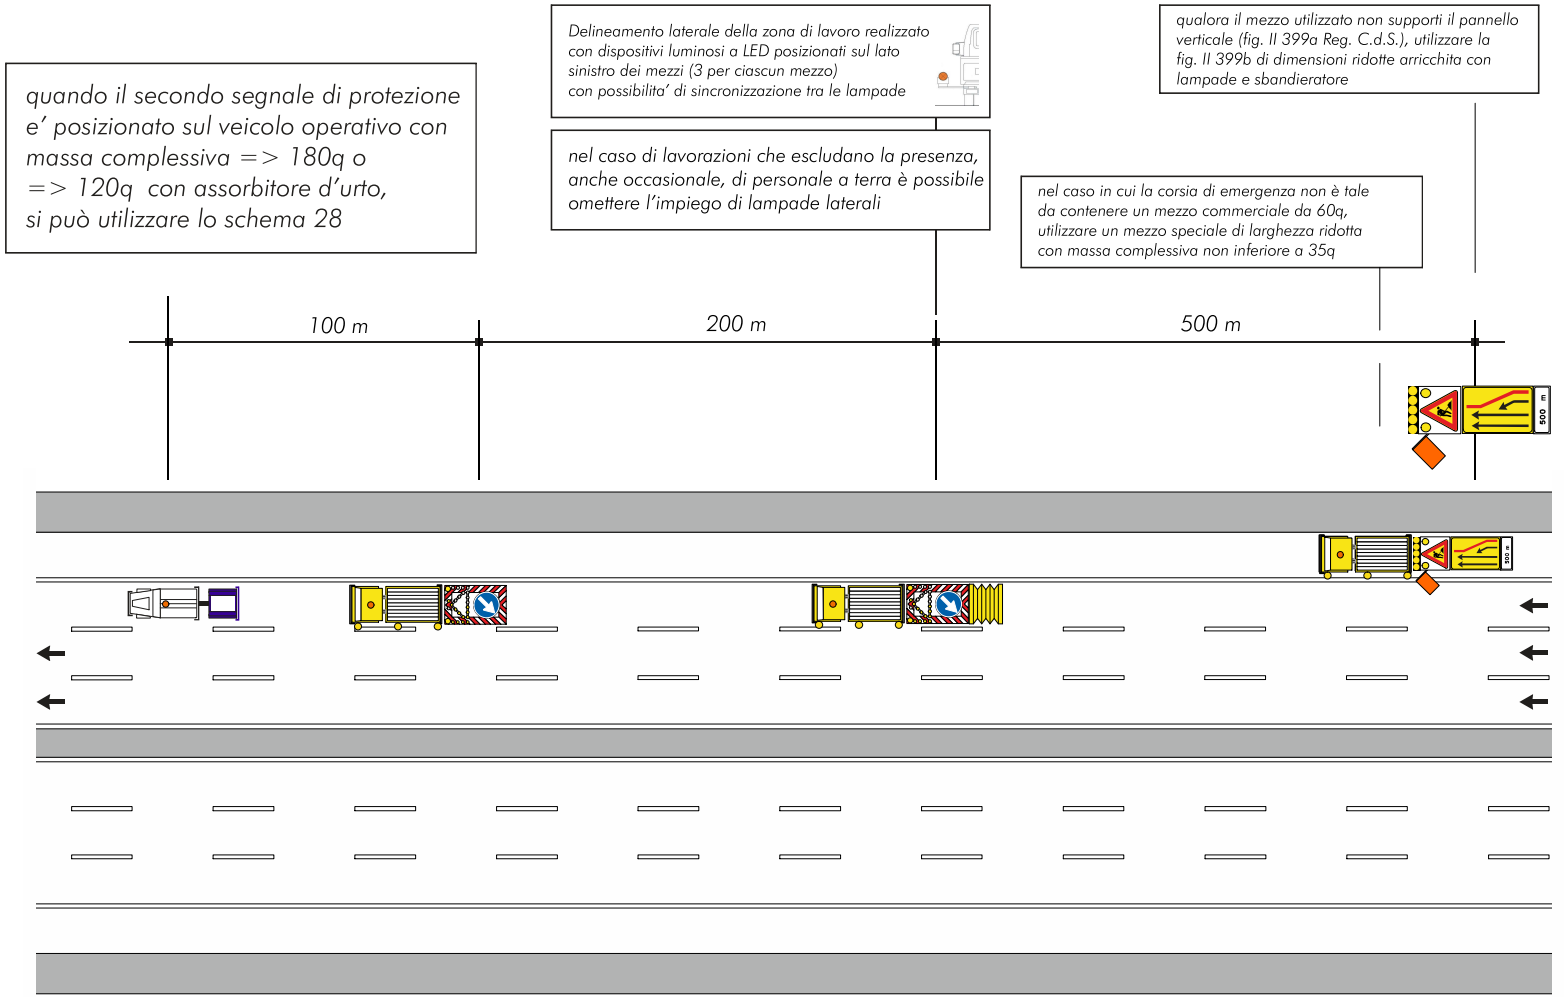 Delineamento laterale della zona di lavoro realizzato
con dispositivi luminosi a LED posizionati sul lato
sinistro dei mezzi (3 per ciascun mezzo)
con possibilita' di sincronizzazione tra le lampade
qualora il mezzo utilizzato non supporti il pannello
verticale (fig. II 399a Reg. C.d.S.), utilizzare la
fig. II 399b di dimensioni ridotte arricchita con
lampade e sbandieratore
quando il secondo segnale di protezione
e' posizionato sul veicolo operativo con
massa complessiva => 180q o
=> 120q con assorbitore d'urto,
si può utilizzare lo schema 28
nel caso di lavorazioni che escludano la presenza,
anche occasionale, di personale a terra è possibile
omettere l'impiego di lampade laterali
nel caso in cui la corsia di emergenza non è tale
da contenere un mezzo commerciale da 60q,
utilizzare un mezzo speciale di larghezza ridotta
con massa complessiva non inferiore a 35q
100 m
200 m
500 m
500 m
500 m